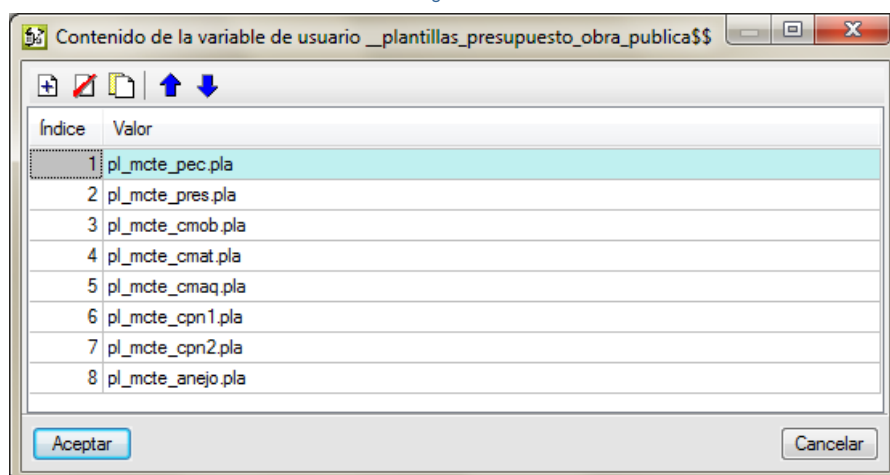 Contenido de la variable de usuario __plantillas_presupuesto_obra_publica$$
Índice Valor
1 pl_mcte_pec.pla
2 pl_mcte_pres.pla
3 pl_mcte_cmob.pla
4 pl_mcte_cmat.pla
5 pl_mcte_cmaq.pla
6 pl_mcte_cpn1.pla
7 pl_mcte_cpn2.pla
8 pl_mcte_anejo.pla
Aceptar Cancelar